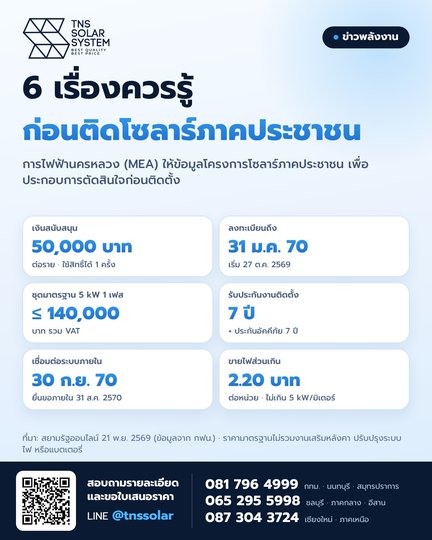 TNS
SOLAR
SYSTEM
BEST QUALITY
BEST PRICE
ข่าวพลังงาน
6 เรื่องควรรู้
ก่อนติดโซลาร์ภาคประชาชน
การไฟฟ้านครหลวง (MEA) ให้ข้อมูลโครงการโซลาร์ภาคประชาชน เพื่อ
ประกอบการตัดสินใจก่อนติดตั้ง
เงินสนับสนุน
50,000 บาท
ต่อราย · ใช้สิทธิ์ได้ 1 ครั้ง
ลงทะเบียนถึง
31 ม.ค. 70
เริ่ม 27 ต.ค. 2569
ชุดมาตรฐาน 5 kW 1 เฟส
≤ 140,000
บาท รวม VAT
รับประกันงานติดตั้ง
7 ปี
+ ประกันอัคคีภัย 7 ปี
เชื่อมต่อระบบภายใน
30 ก.ย. 70
ยื่นขอภายใน 31 ส.ค. 2570
ขายไฟส่วนเกิน
2.20 บาท
ต่อหน่วย · ไม่เกิน 5 kW/มิเตอร์
ที่มา: สยามรัฐออนไลน์ 21 พ.ย. 2569 (ข้อมูลจาก กฟน.) · ราคามาตรฐานไม่รวมงานเสริมหลังคา ปรับปรุงระบบ
ไฟ หรือแบตเตอรี่
สอบถามรายละเอียด
และขอใบเสนอราคา
LINE @tnssolar
081 796 4999 กทม. · นนทบุรี · สมุทรปราการ
065 295 5998 ชลบุรี · ภาคกลาง · อีสาน
087 304 3724 เชียงใหม่ · ภาคเหนือ